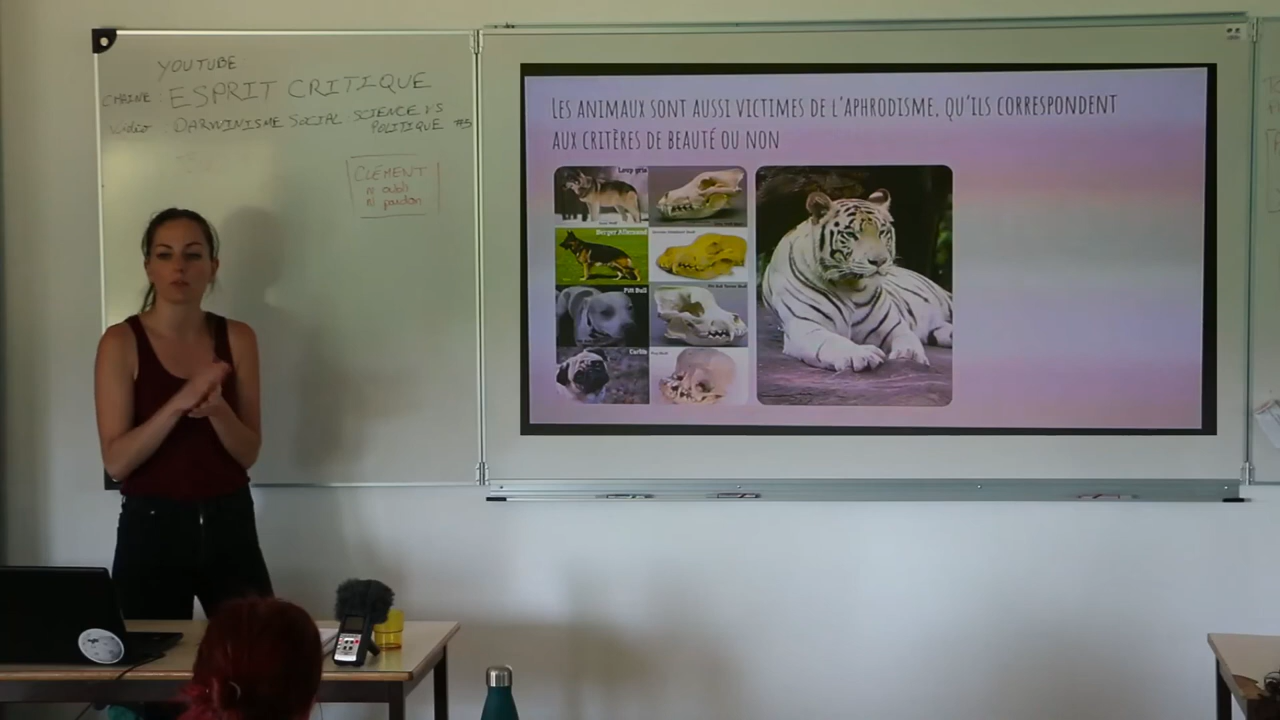 YOUTUBE
CHAINE : ESPRIT CRITIQUE
Vidéo : DARWINISME SOCIAL : SCIENCE VS
POLITIQUE #5
CLÉMENT
ni oubli
ni pardon
LES ANIMAUX SONT AUSSI VICTIMES DE L'APHRODISME, QU'ILS CORRESPONDENT
AUX CRITÈRES DE BEAUTÉ OU NON
Loup gris
Berger Allemand
Pitt Bull
Carlin